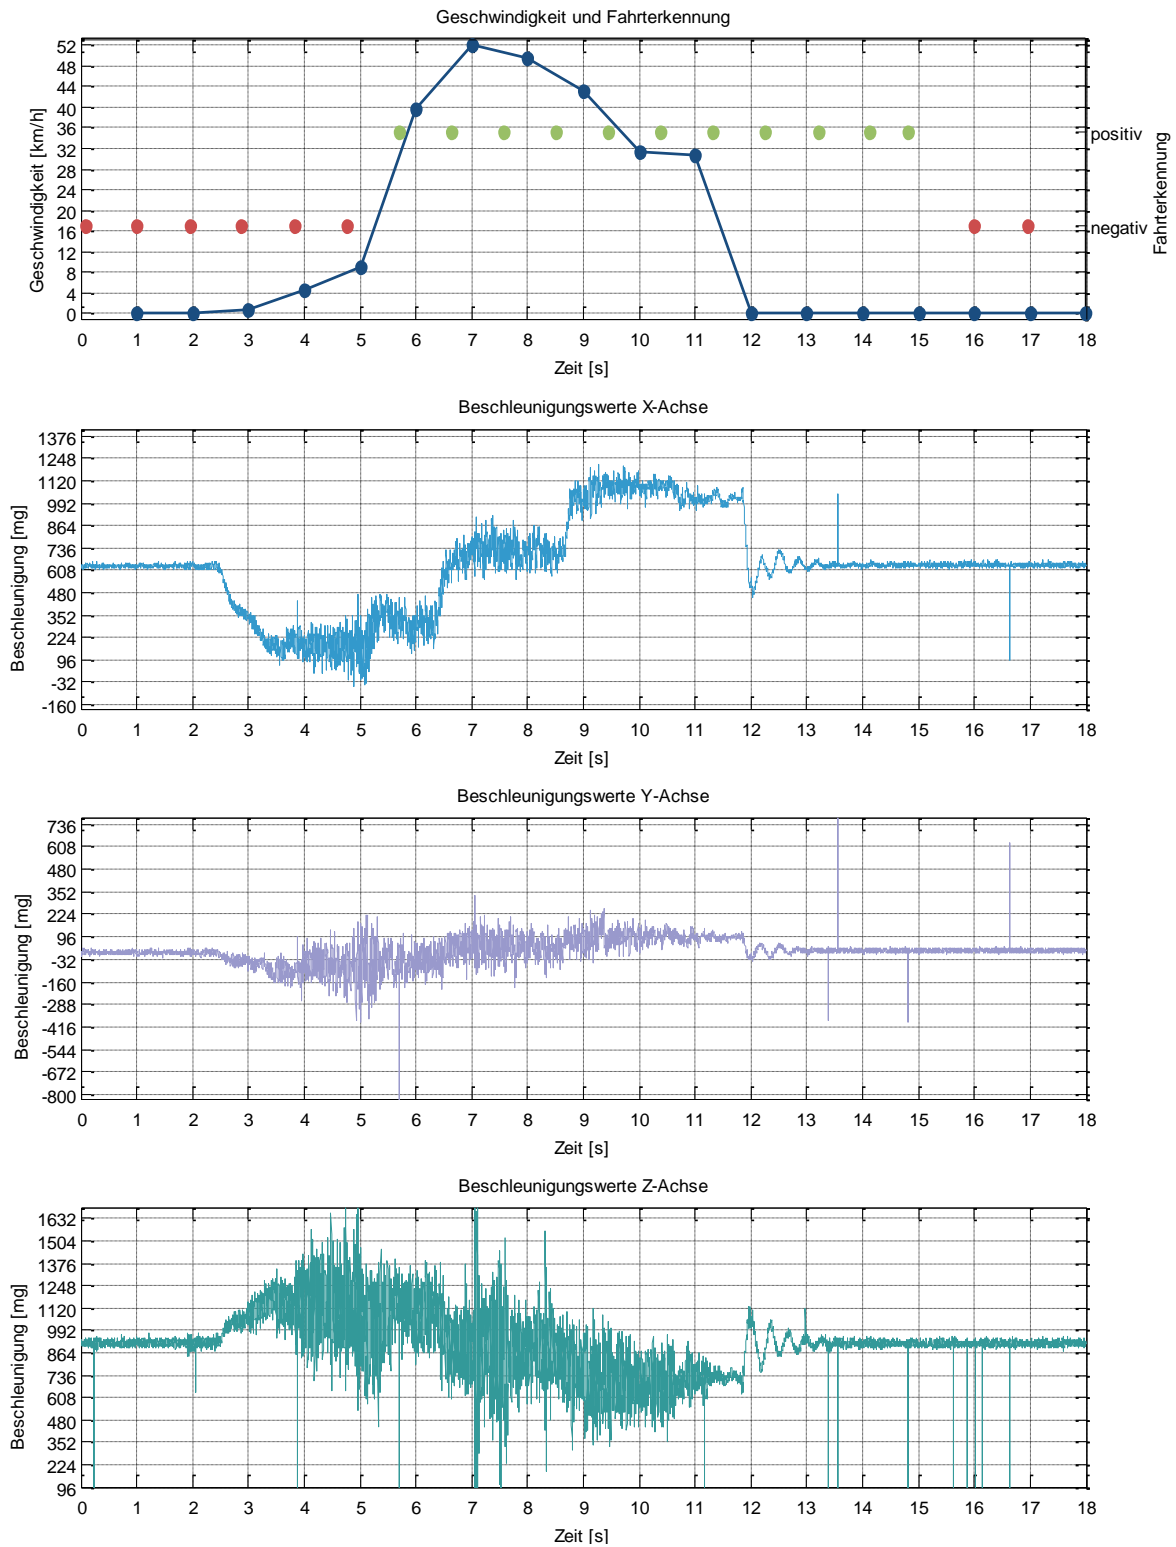 Geschwindigkeit und Fahrterkennung
52
48
44
40
36
32
28
24
20
16
12
8
4
0
Geschwindigkeit [km/h]
positiv
negativ
Fahrterkennung
0 1 2 3 4 5 6 7 8 9 10 11 12 13 14 15 16 17 18
Zeit [s]
Beschleunigungswerte X-Achse
1376
1248
1120
992
864
736
608
480
352
224
96
-32
-160
Beschleunigung [mg]
0 1 2 3 4 5 6 7 8 9 10 11 12 13 14 15 16 17 18
Zeit [s]
Beschleunigungswerte Y-Achse
736
608
480
352
224
96
-32
-160
-288
-416
-544
-672
-800
Beschleunigung [mg]
0 1 2 3 4 5 6 7 8 9 10 11 12 13 14 15 16 17 18
Zeit [s]
Beschleunigungswerte Z-Achse
1632
1504
1376
1248
1120
992
864
736
608
480
352
224
96
Beschleunigung [mg]
0 1 2 3 4 5 6 7 8 9 10 11 12 13 14 15 16 17 18
Zeit [s]